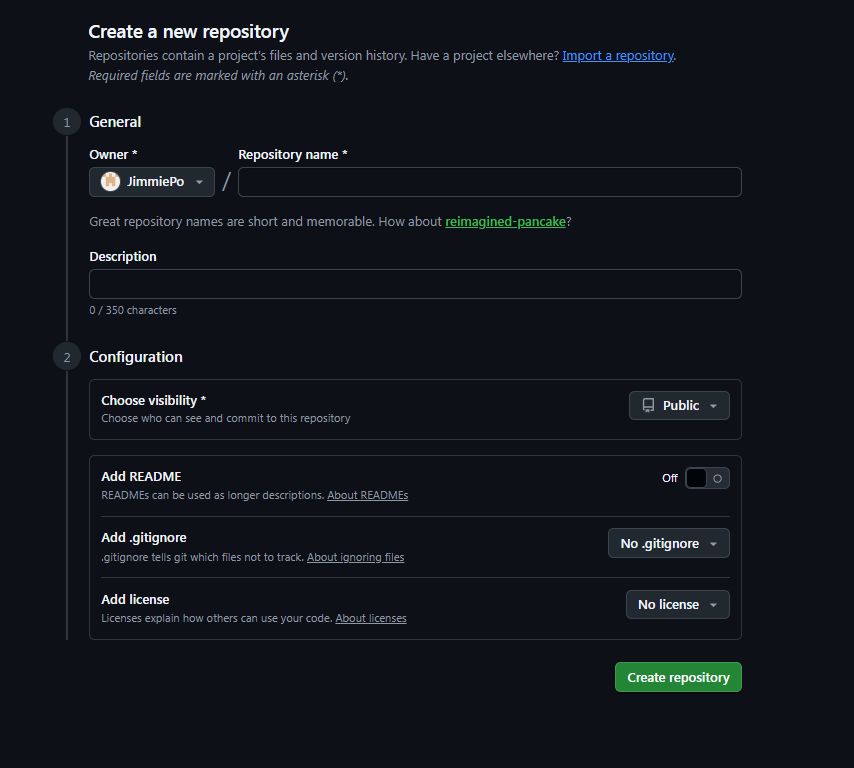 Create a new repository
Repositories contain a project's files and version history. Have a project elsewhere? Import a repository.
Required fields are marked with an asterisk (*).
1 General
Owner * Repository name *
JimmiePo /
Great repository names are short and memorable. How about reimagined-pancake?
Description
0 / 350 characters
2 Configuration
Choose visibility * Public
Choose who can see and commit to this repository
Add README Off
READMEs can be used as longer descriptions. About READMEs
Add .gitignore No .gitignore
.gitignore tells git which files not to track. About ignoring files
Add license No license
Licenses explain how others can use your code. About licenses
Create repository